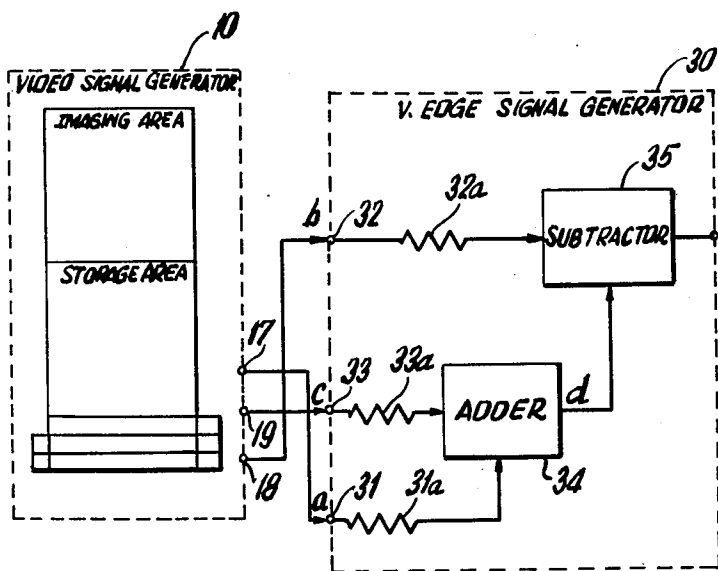 10
VIDEO SIGNAL GENERATOR
IMAGING AREA
STORAGE AREA
17
19
18
30
V. EDGE SIGNAL GENERATOR
35
b
32
32a
SUBTRACTOR
c
33
33a
ADDER
d
34
a
31
31a